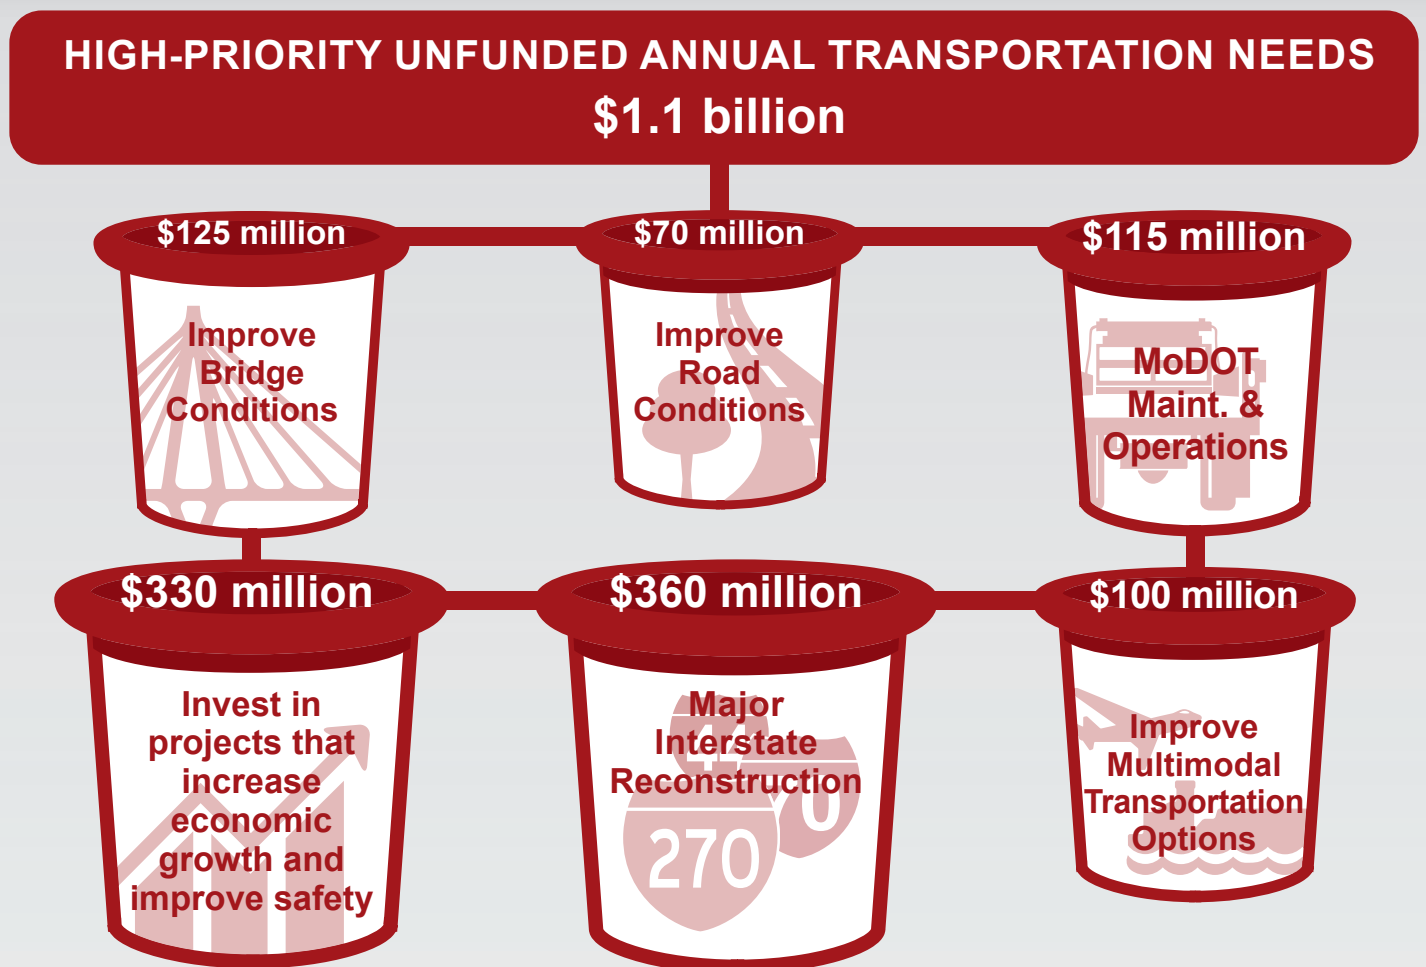 HIGH-PRIORITY UNFUNDED ANNUAL TRANSPORTATION NEEDS
$1.1 billion
$125 million
Improve
Bridge
Conditions
$70 million
Improve
Road
Conditions
$115 million
MoDOT
Maint. &
Operations
$330 million
Invest in
projects that
increase
economic
growth and
improve safety
$360 million
Major
Interstate
Reconstruction
44
0
270
$100 million
Improve
Multimodal
Transportation
Options